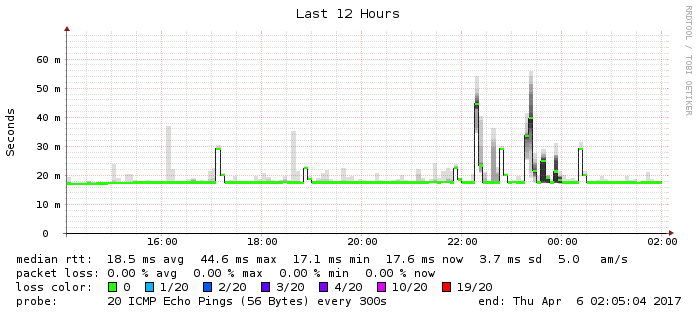 Last 12 Hours
RRDTOOL / TOBI OETIKER
Seconds
60 m
50 m
40 m
30 m
20 m
10 m
0
16:00 18:00 20:00 22:00 00:00 02:00
median rtt: 18.5 ms avg 44.6 ms max 17.1 ms min 17.6 ms now 3.7 ms sd 5.0 am/s
packet loss: 0.00 % avg 0.00 % max 0.00 % min 0.00 % now
loss color: 0 1/20 2/20 3/20 4/20 10/20 19/20
probe: 20 ICMP Echo Pings (56 Bytes) every 300s end: Thu Apr 6 02:05:04 2017